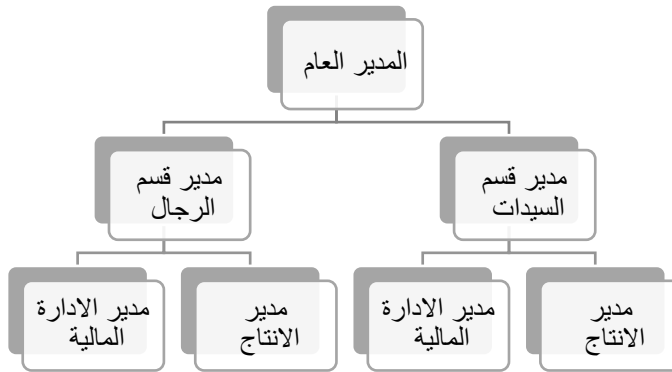 المدير العام
مدير قسم
السيدات
مدير قسم
الرجال
مدير
الانتاج
مدير الادارة
المالية
مدير
الانتاج
مدير الادارة
المالية